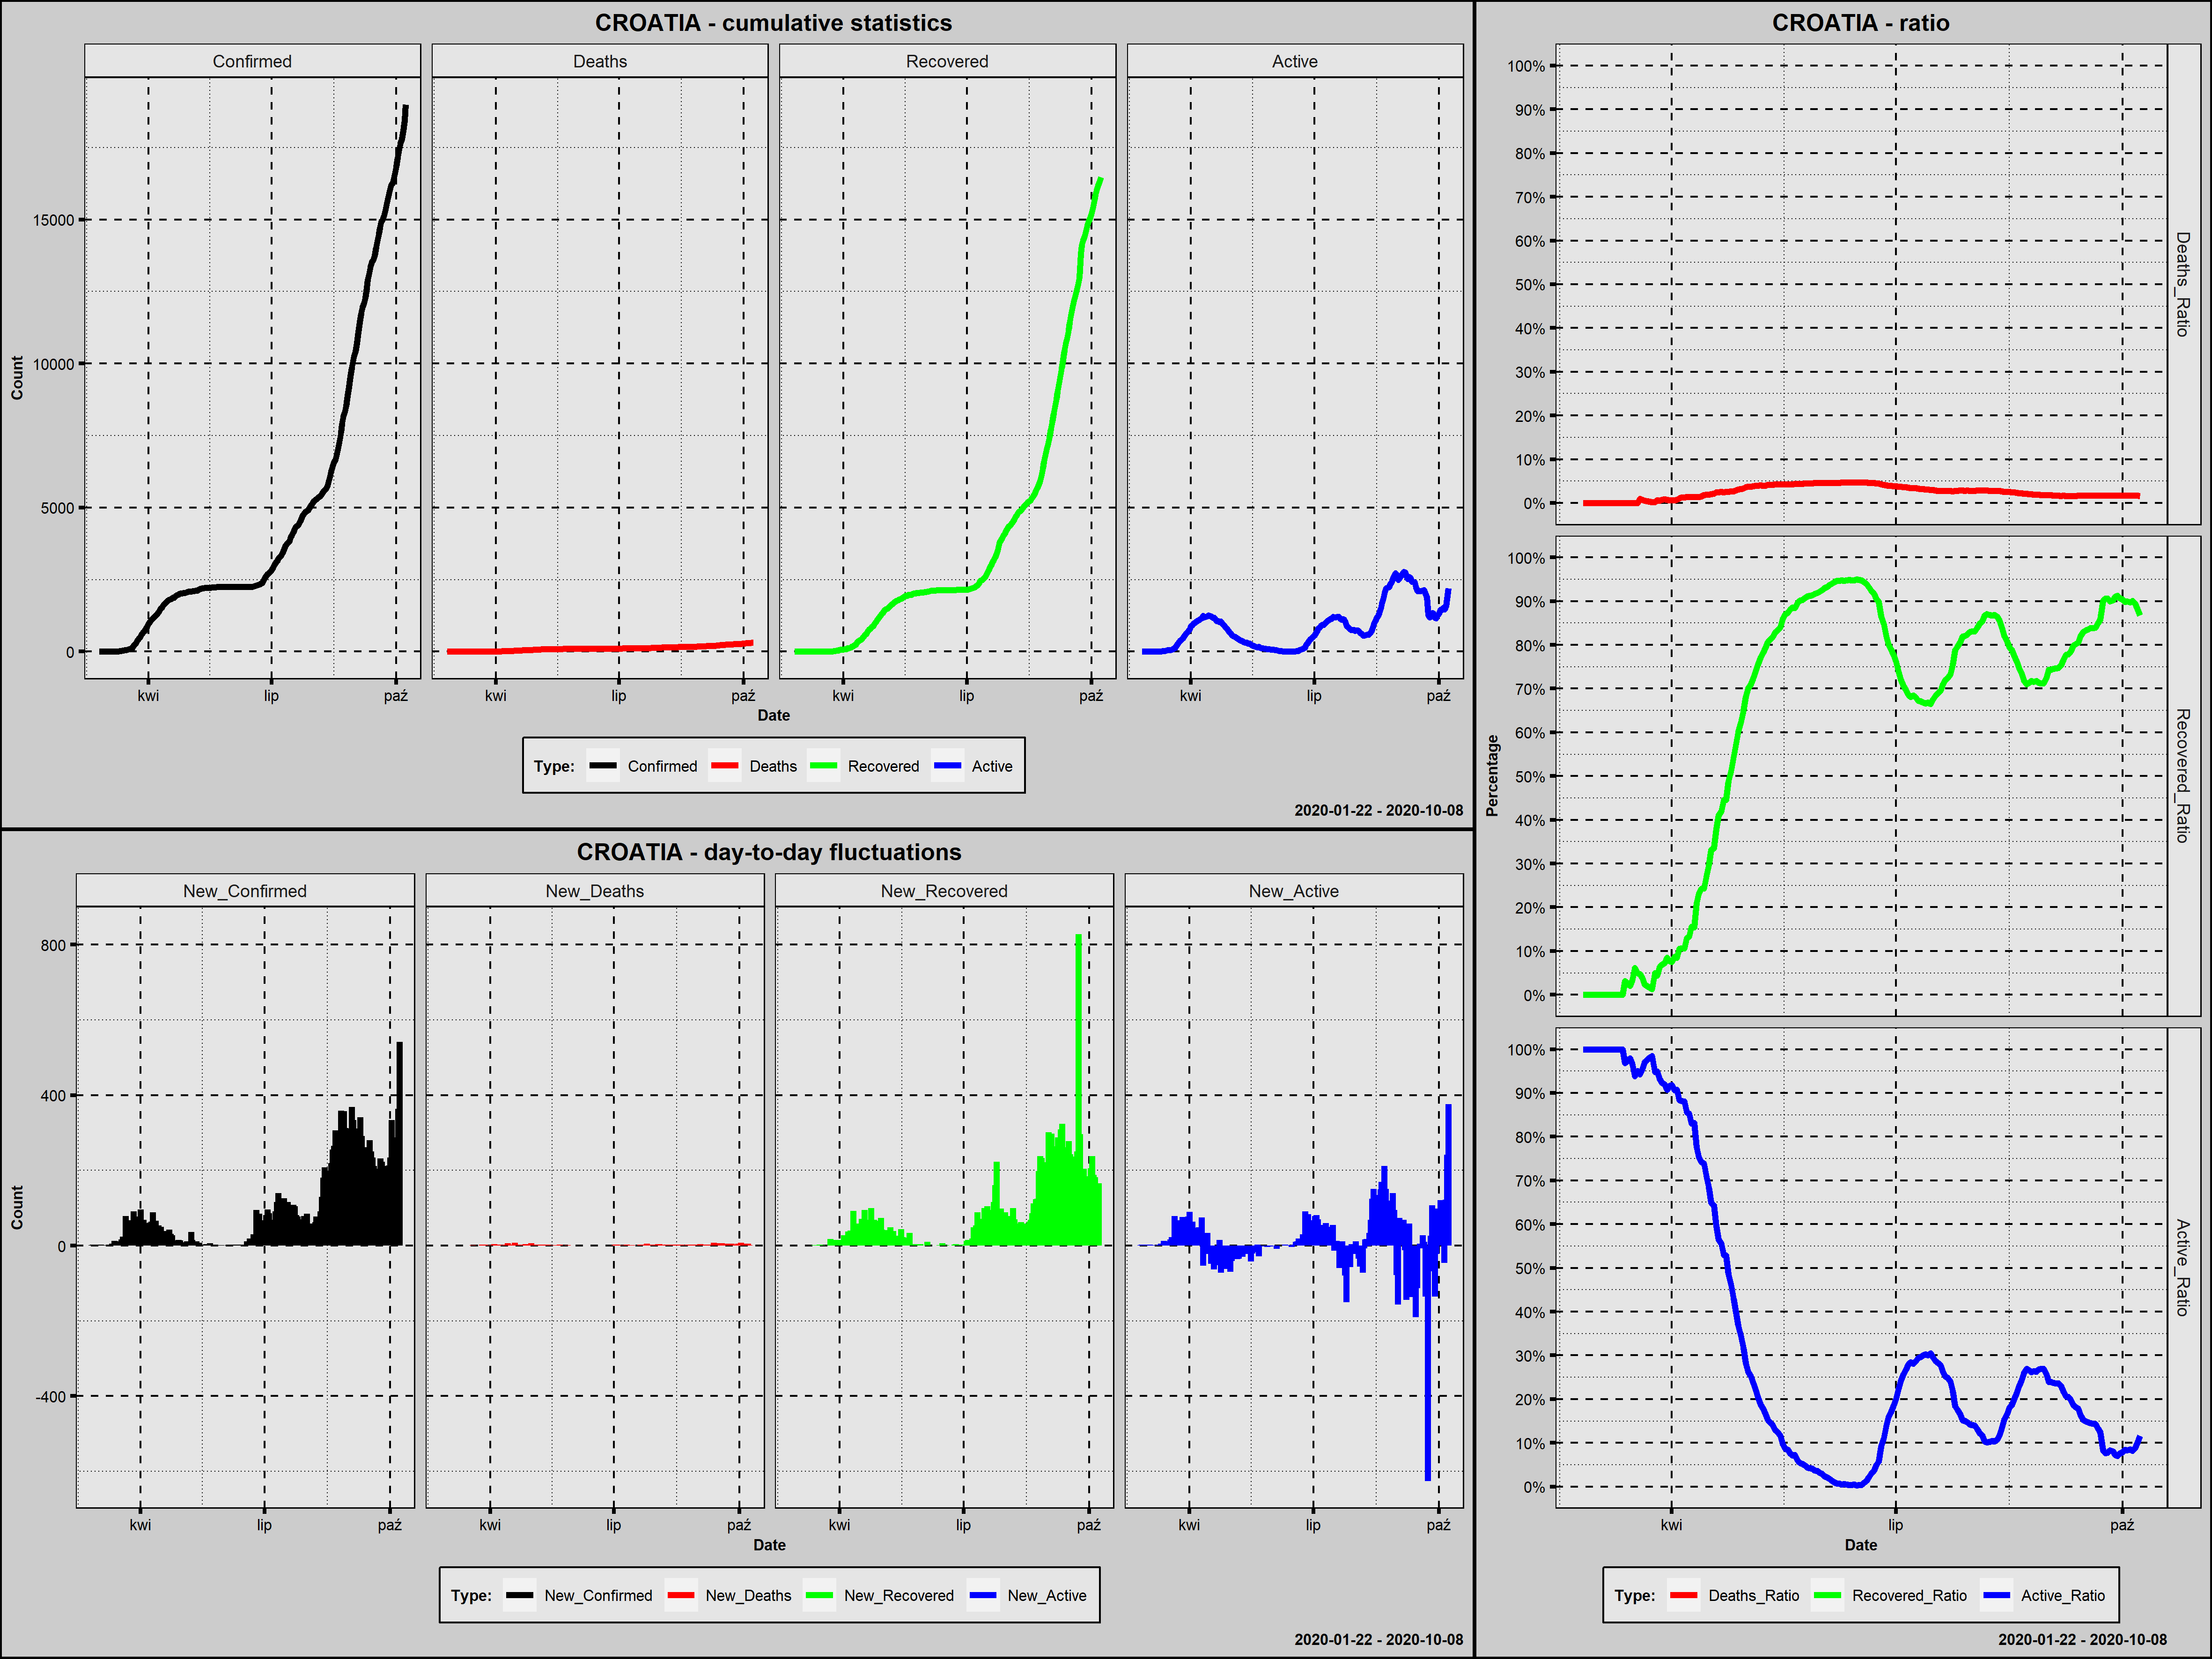 CROATIA - cumulative statistics
Confirmed Deaths Recovered Active
Count
15000
10000
5000
0
kwi lip paź kwi lip paź kwi lip paź kwi lip paź
Date
Type: Confirmed Deaths Recovered Active
2020-01-22 - 2020-10-08
CROATIA - day-to-day fluctuations
New_Confirmed New_Deaths New_Recovered New_Active
Count
800
400
0
-400
kwi lip paź kwi lip paź kwi lip paź kwi lip paź
Date
Type: New_Confirmed New_Deaths New_Recovered New_Active
2020-01-22 - 2020-10-08
CROATIA - ratio
Percentage
100%
90%
80%
70%
60%
50%
40%
30%
20%
10%
0%
Deaths_Ratio
100%
90%
80%
70%
60%
50%
40%
30%
20%
10%
0%
Recovered_Ratio
100%
90%
80%
70%
60%
50%
40%
30%
20%
10%
0%
Active_Ratio
kwi lip paź
Date
Type: Deaths_Ratio Recovered_Ratio Active_Ratio
2020-01-22 - 2020-10-08